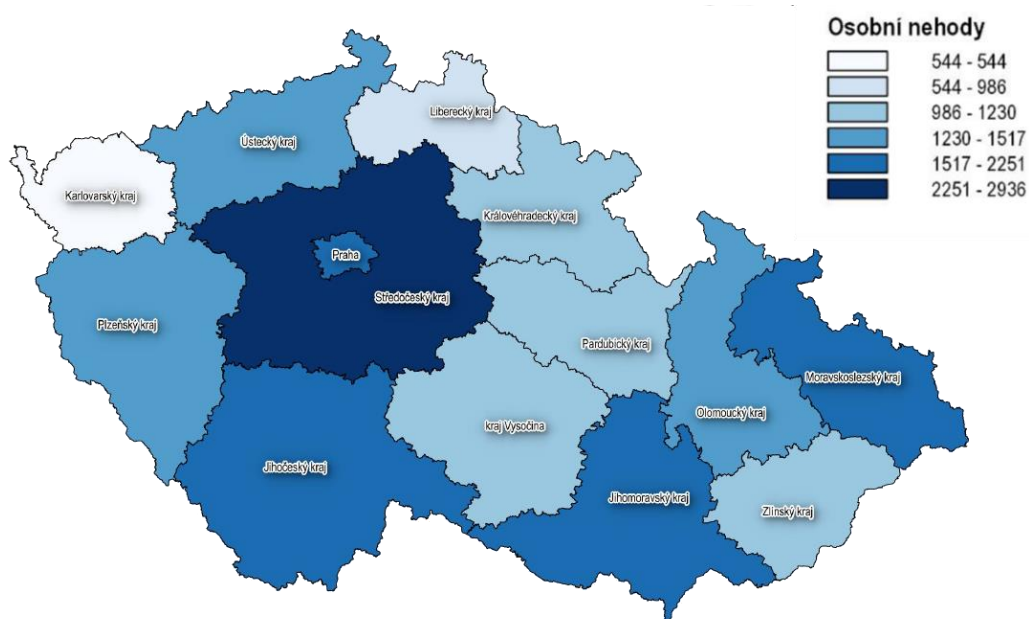 Osobní nehody
544 - 544
544 - 986
986 - 1230
1230 - 1517
1517 - 2251
2251 - 2936
Liberecký kraj
Ústecký kraj
Karlovarský kraj
Královéhradecký kraj
Praha
Středočeský kraj
Plzeňský kraj
Pardubický kraj
Moravskoslezský kraj
Olomoucký kraj
kraj Vysočina
Jihočeský kraj
Jihomoravský kraj
Zlínský kraj